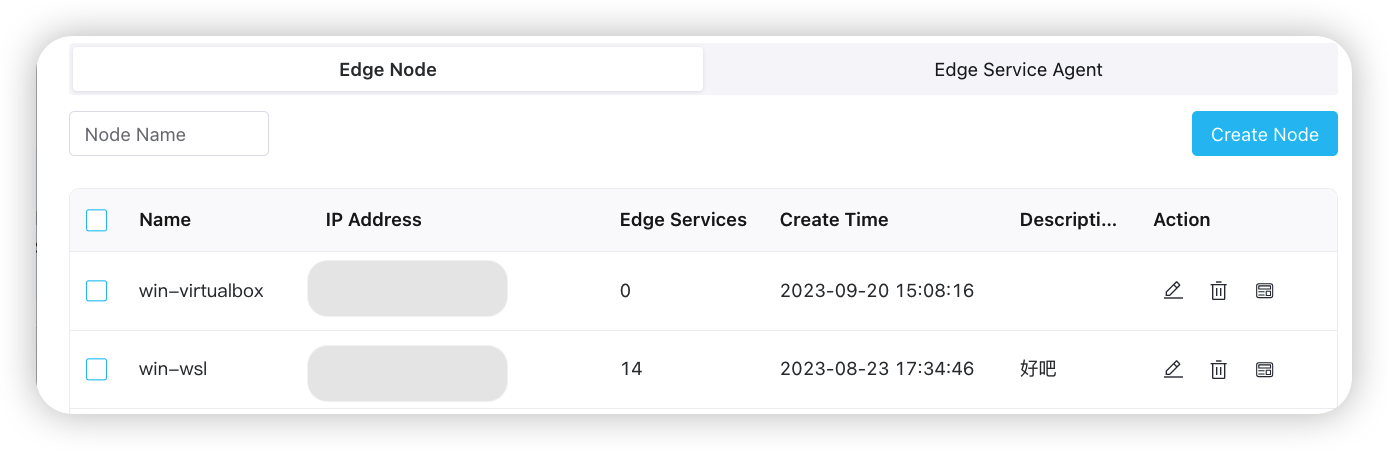 Edge Node Edge Service Agent
Node Name Create Node
Name IP Address Edge Services Create Time Descripti... Action
win-virtualbox 0 2023-09-20 15:08:16
win-wsl 14 2023-08-23 17:34:46 好吧